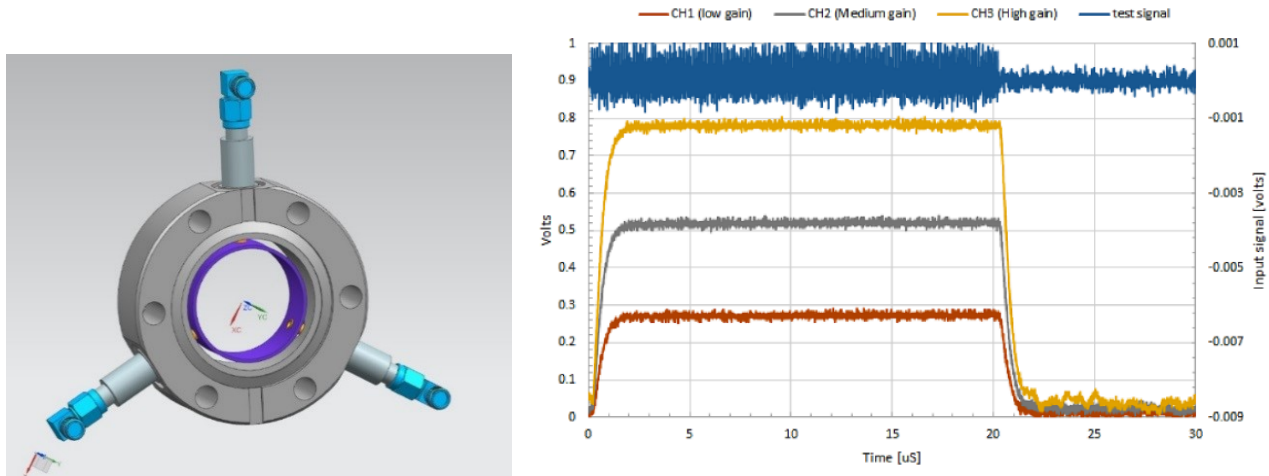 CH1 (low gain) CH2 (Medium gain) CH3 (High gain) test signal
1 0.001
0.9
0.8 -0.001
0.7
0.6 -0.003
0.5
0.4 -0.005
0.3
0.2 -0.007
0.1
0 -0.009
0 5 10 15 20 25 30
Volts
Input signal [volts]
Time [uS]
XC YC